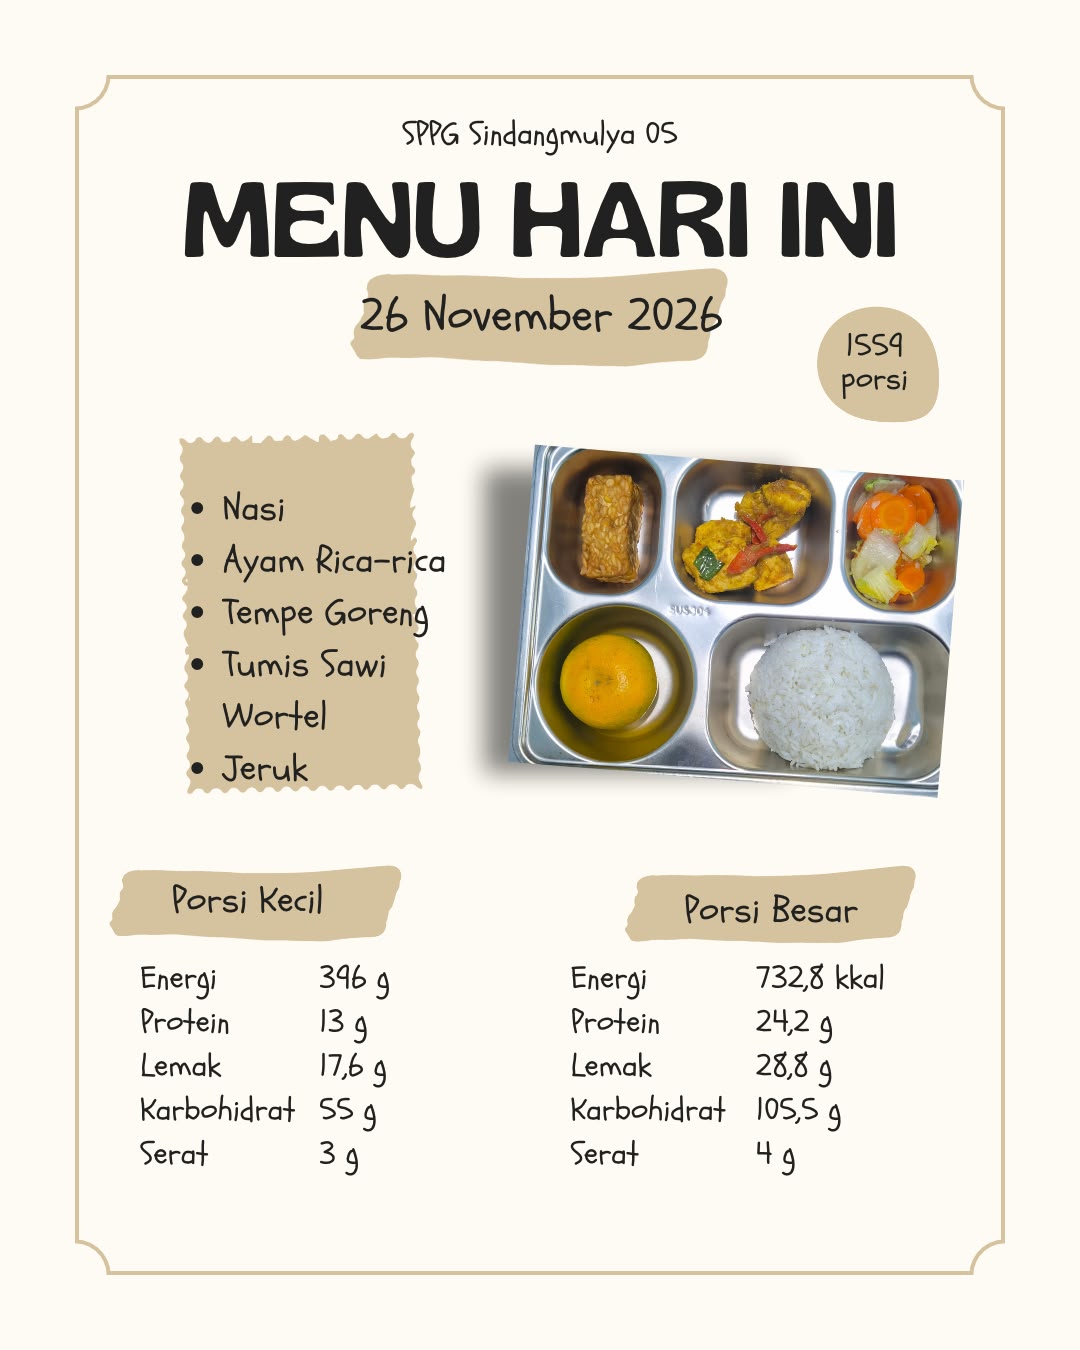 SPPG Sindangmulya 05
MENU HARI INI
26 November 2026
1559
porsi
• Nasi
• Ayam Rica-rica
• Tempe Goreng
• Tumis Sawi
Wortel
• Jeruk
SUS304
Porsi Kecil
Energi 396 g
Protein 13 g
Lemak 17,6 g
Karbohidrat 55 g
Serat 3 g
Porsi Besar
Energi 732,8 kkal
Protein 24,2 g
Lemak 28,8 g
Karbohidrat 105,5 g
Serat 4 g